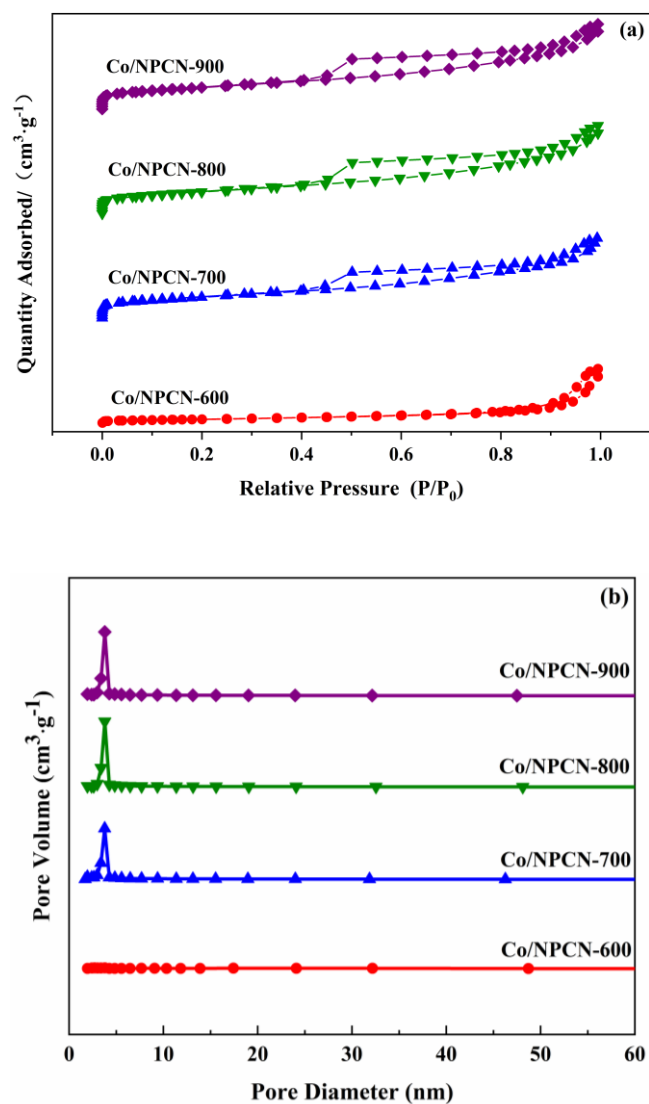 (a)
Co/NPCN-900
Co/NPCN-800
Co/NPCN-700
Co/NPCN-600
Quantity Adsorbed/（cm³·g⁻¹）
0.0 0.2 0.4 0.6 0.8 1.0
Relative Pressure (P/P₀)
(b)
Co/NPCN-900
Co/NPCN-800
Co/NPCN-700
Co/NPCN-600
Pore Volume (cm³·g⁻¹)
0 10 20 30 40 50 60
Pore Diameter (nm)